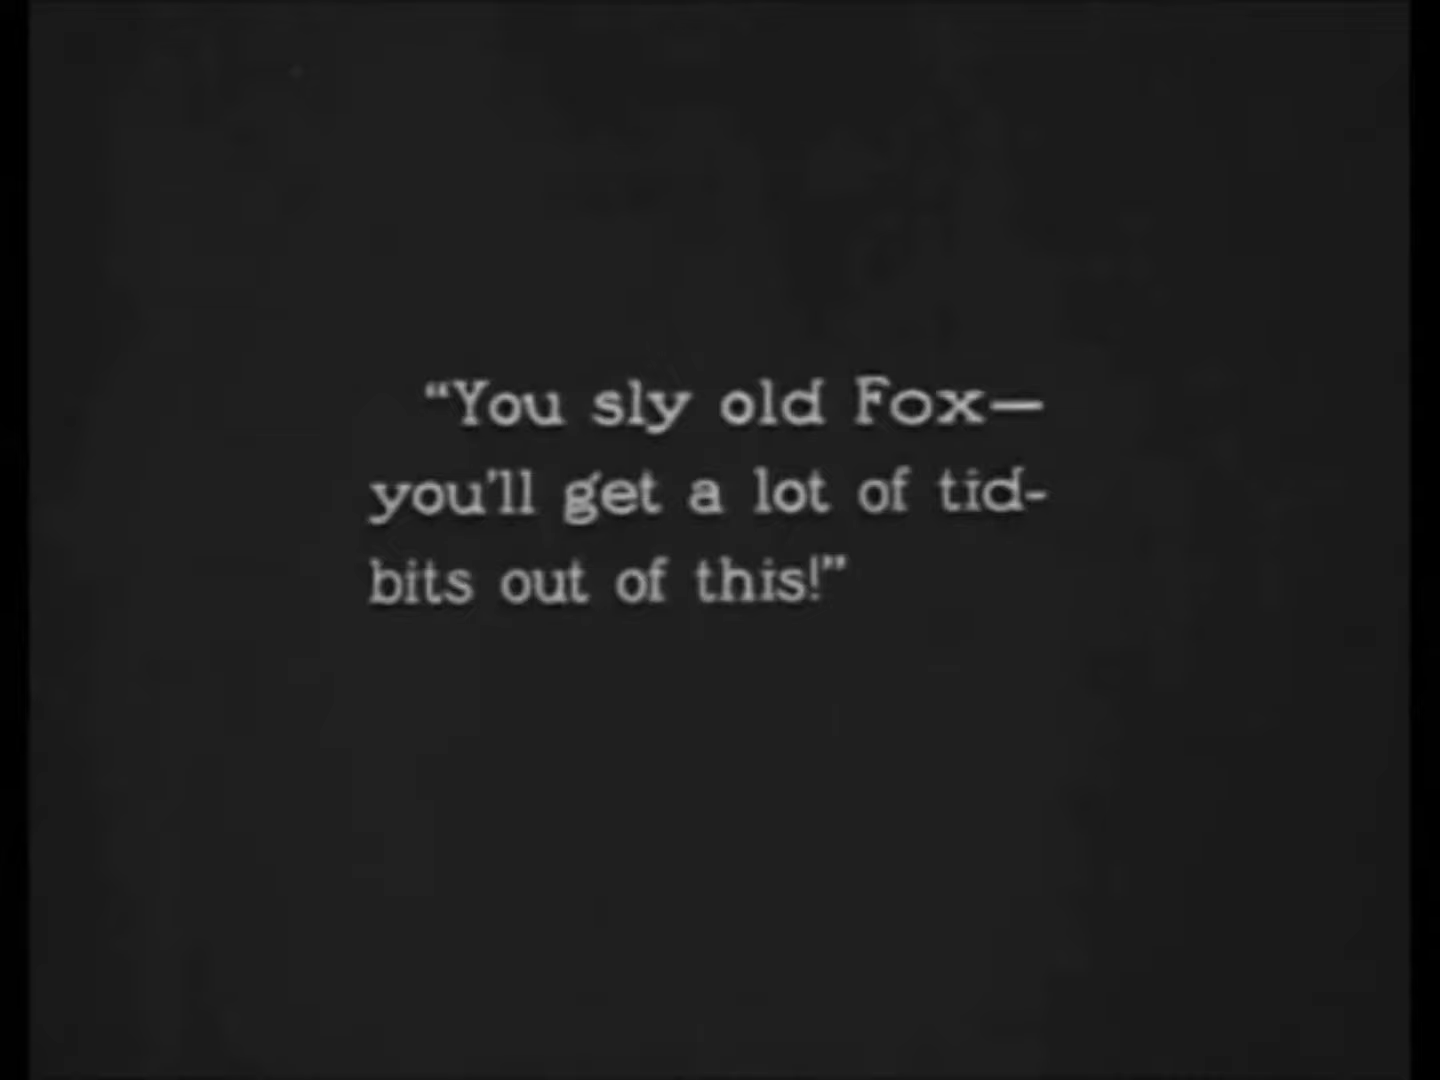 “You sly old Fox—
you’ll get a lot of tid-
bits out of this!”